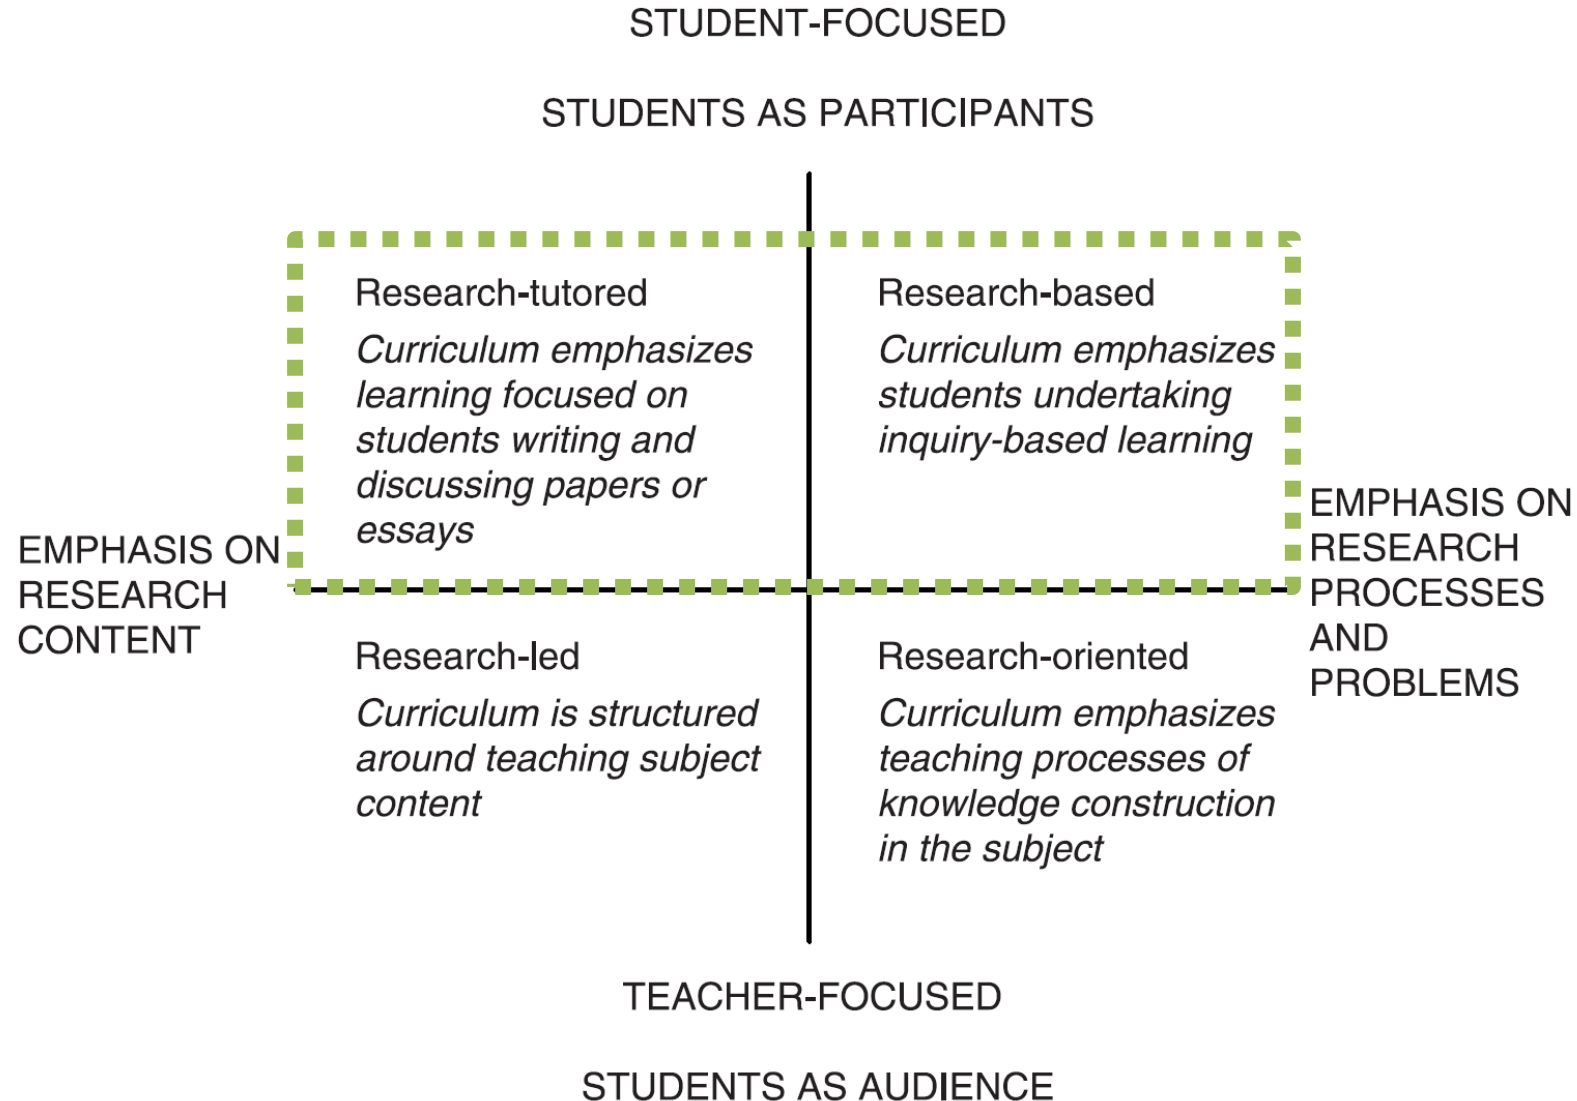 STUDENT-FOCUSED
STUDENTS AS PARTICIPANTS
Research-tutored
Curriculum emphasizes
learning focused on
students writing and
discussing papers or
essays
Research-based
Curriculum emphasizes
students undertaking
inquiry-based learning
EMPHASIS ON
RESEARCH
CONTENT
EMPHASIS ON
RESEARCH
PROCESSES
AND
PROBLEMS
Research-led
Curriculum is structured
around teaching subject
content
Research-oriented
Curriculum emphasizes
teaching processes of
knowledge construction
in the subject
TEACHER-FOCUSED
STUDENTS AS AUDIENCE